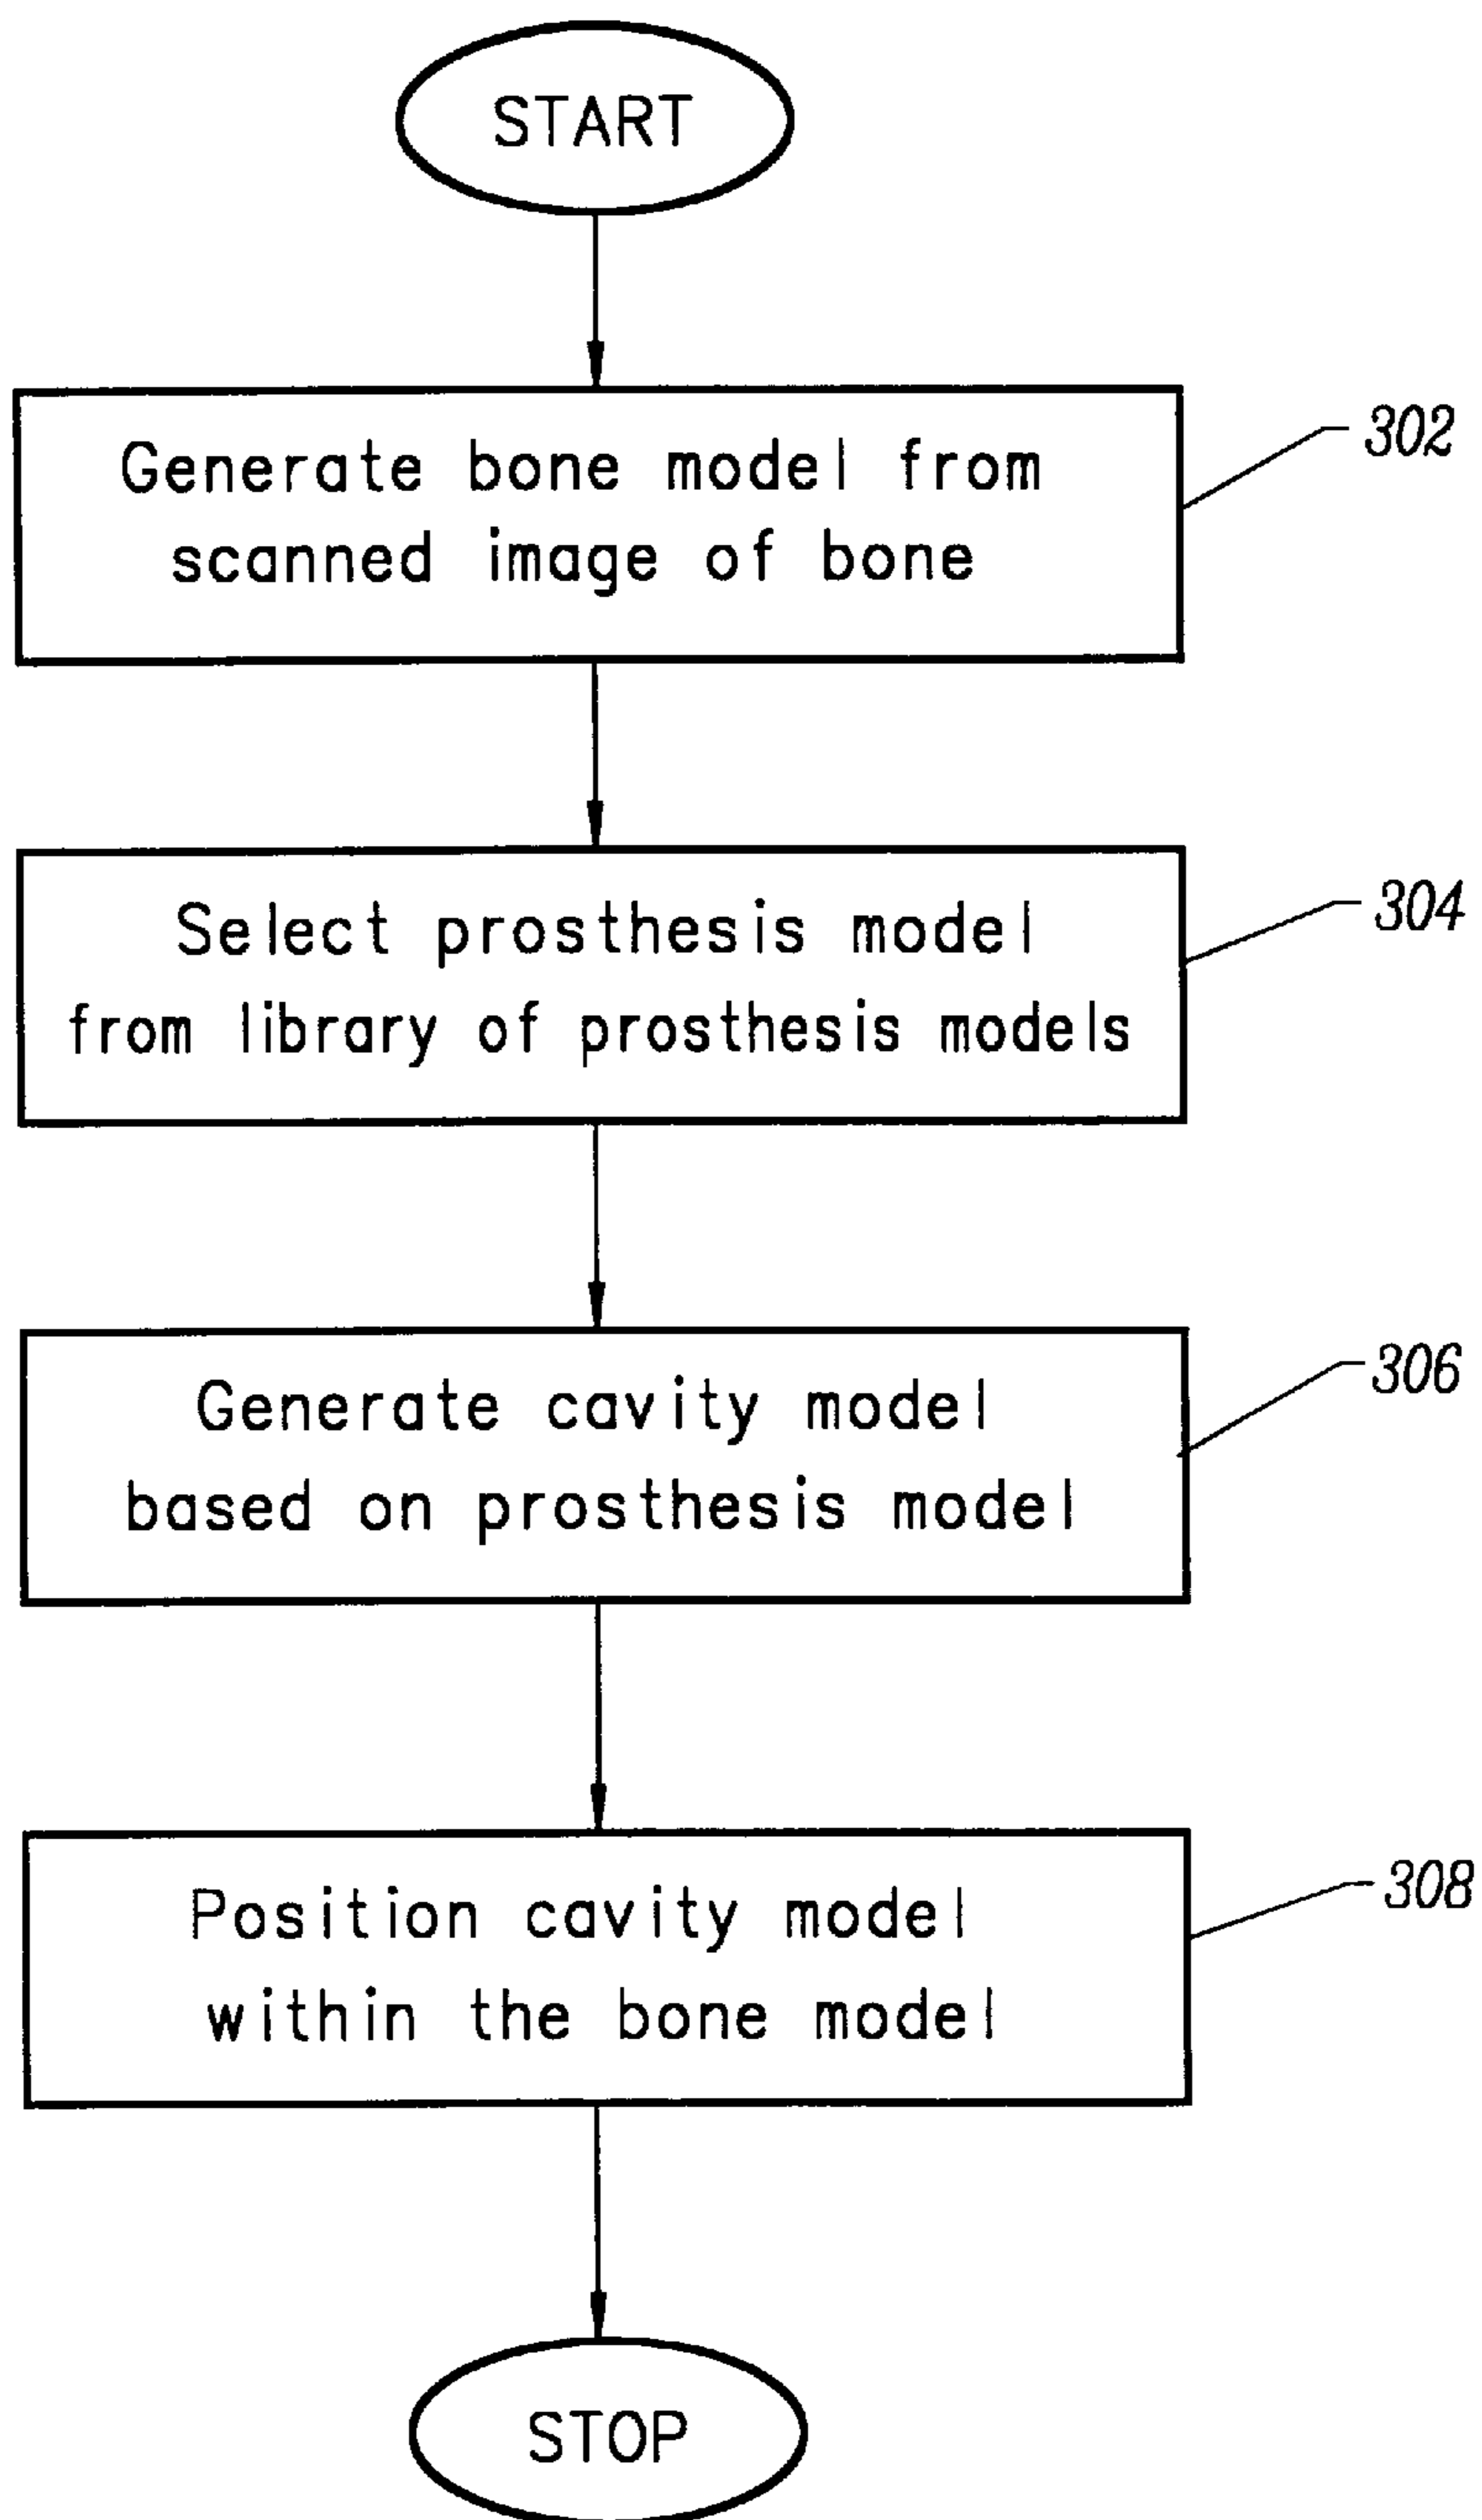 START
Generate bone model from
scanned image of bone
302
Select prosthesis model
from library of prosthesis models
304
Generate cavity model
based on prosthesis model
306
Position cavity model
within the bone model
308
STOP